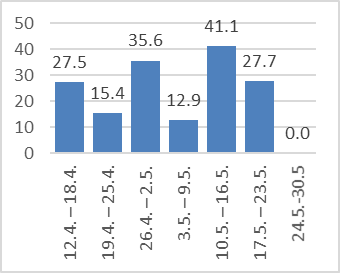 50
40
30
20
10
0
27.5
15.4
35.6
12.9
41.1
27.7
0.0
12.4. – 18.4.
19.4. – 25.4.
26.4. – 2.5.
3.5. – 9.5.
10.5. – 16.5.
17.5. – 23.5.
24.5.-30.5